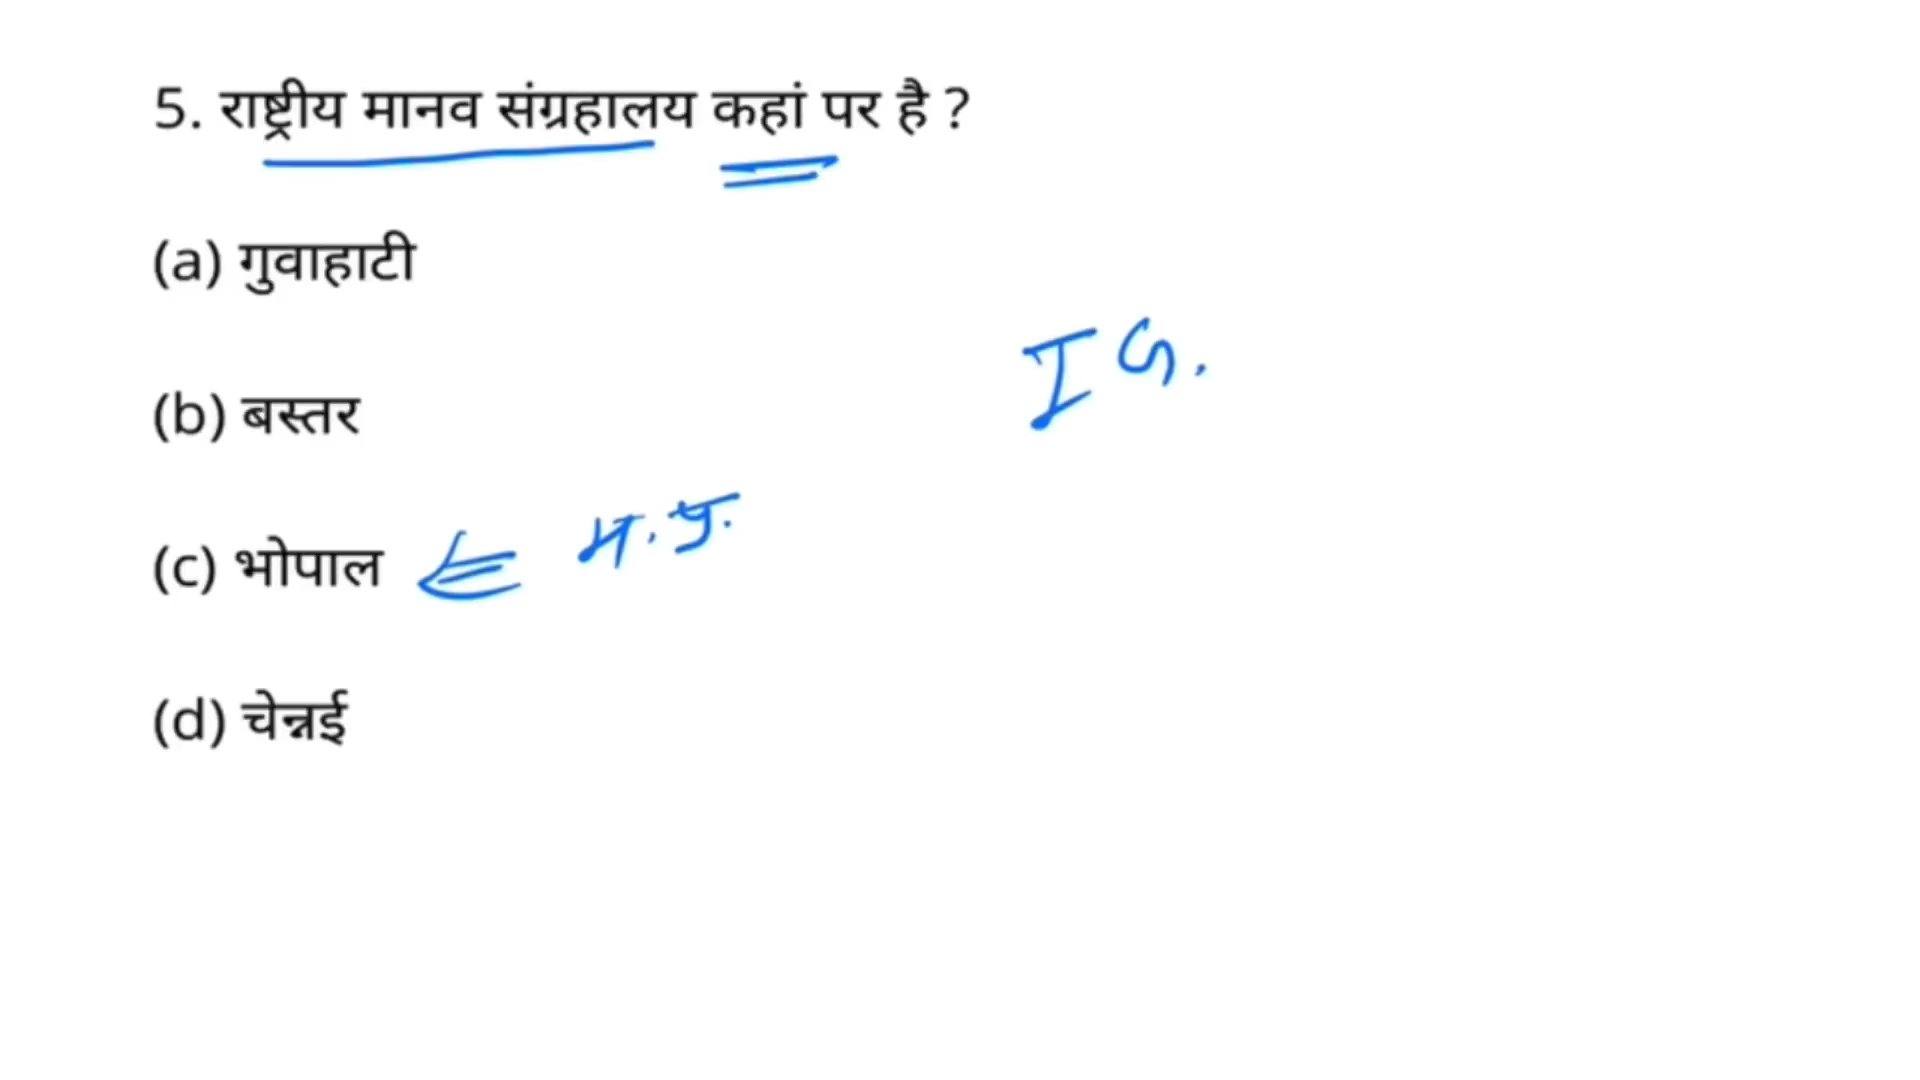 5. राष्ट्रीय मानव संग्रहालय कहां पर है ?
(a) गुवाहाटी
I G.
(b) बस्तर
(c) भोपाल म.प्र.
(d) चेन्नई